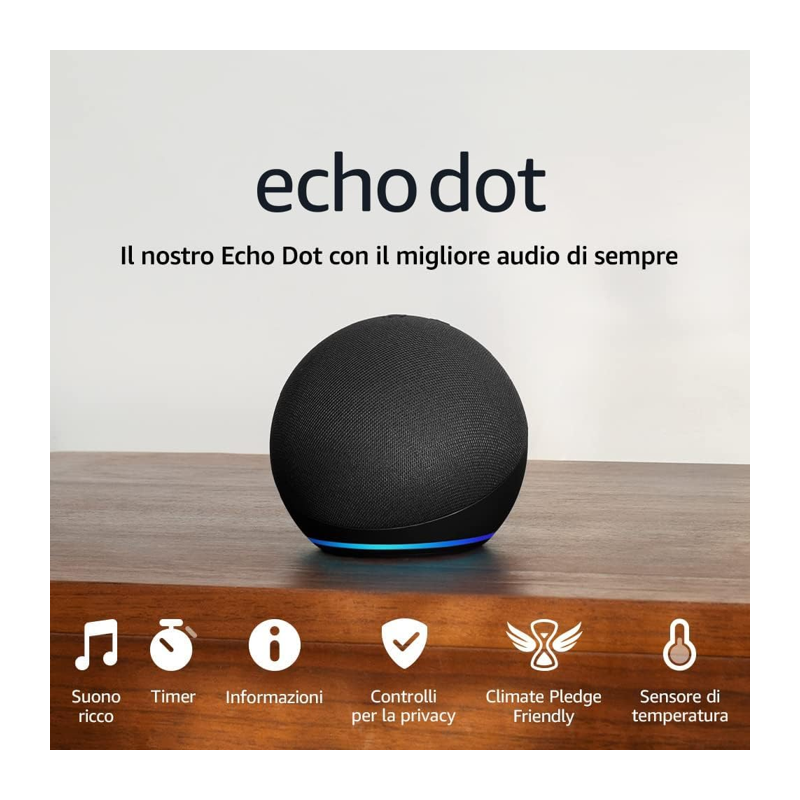 echo dot
Il nostro Echo Dot con il migliore audio di sempre
Suono
ricco
Timer
Informazioni
Controlli
per la privacy
Climate Pledge
Friendly
Sensore di
temperatura